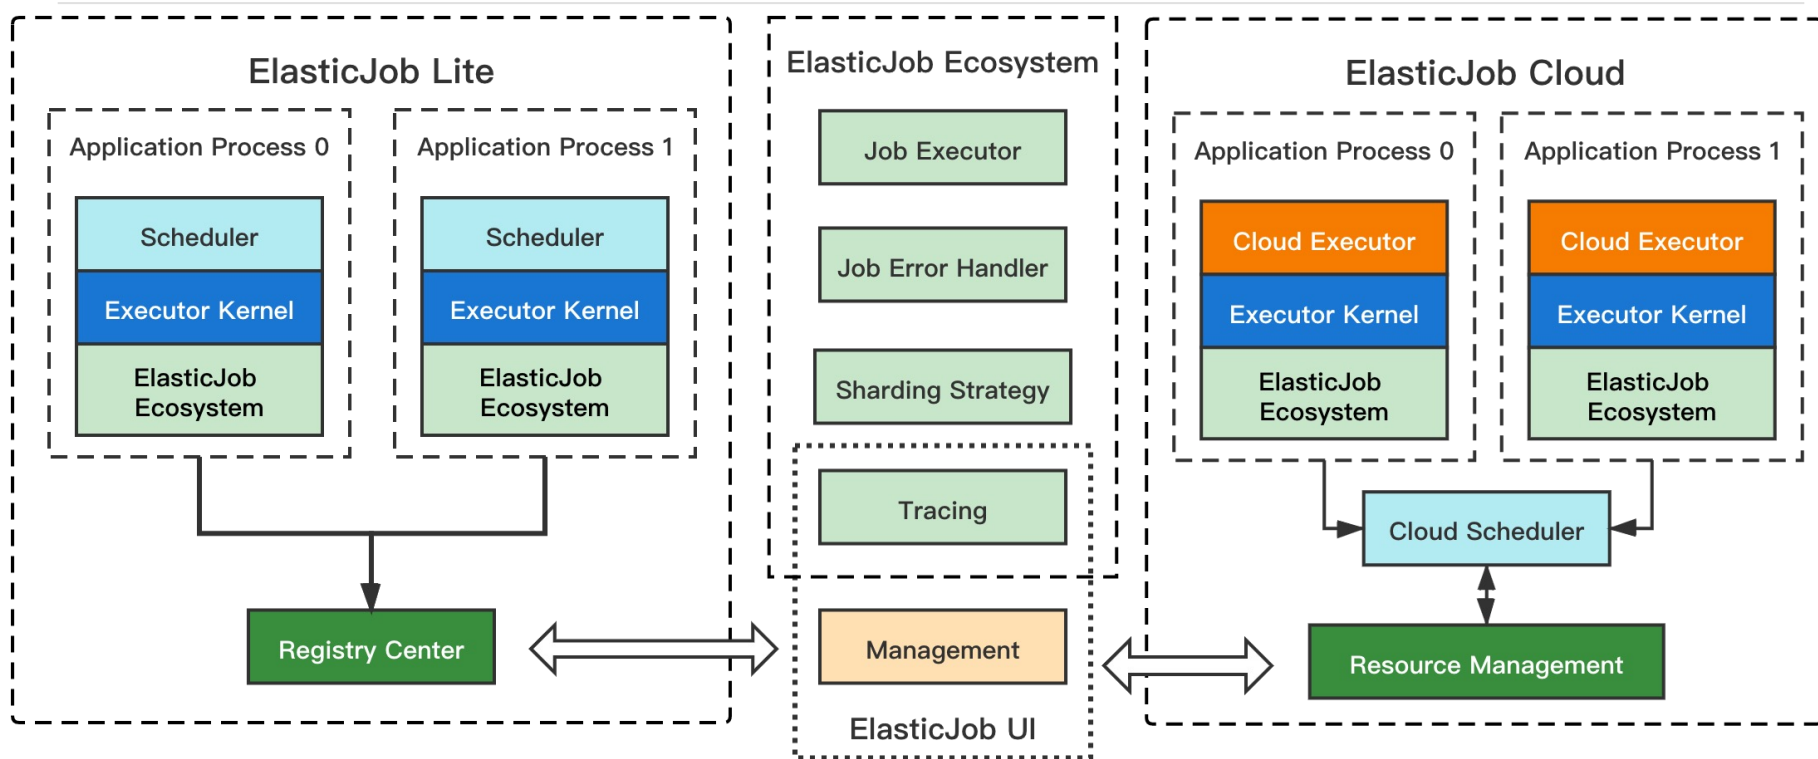 ElasticJob Lite
Application Process 0
Scheduler
Executor Kernel
ElasticJob
Ecosystem
Application Process 1
Scheduler
Executor Kernel
ElasticJob
Ecosystem
Registry Center
ElasticJob Ecosystem
Job Executor
Job Error Handler
Sharding Strategy
Tracing
Management
ElasticJob UI
ElasticJob Cloud
Application Process 0
Cloud Executor
Executor Kernel
ElasticJob
Ecosystem
Application Process 1
Cloud Executor
Executor Kernel
ElasticJob
Ecosystem
Cloud Scheduler
Resource Management